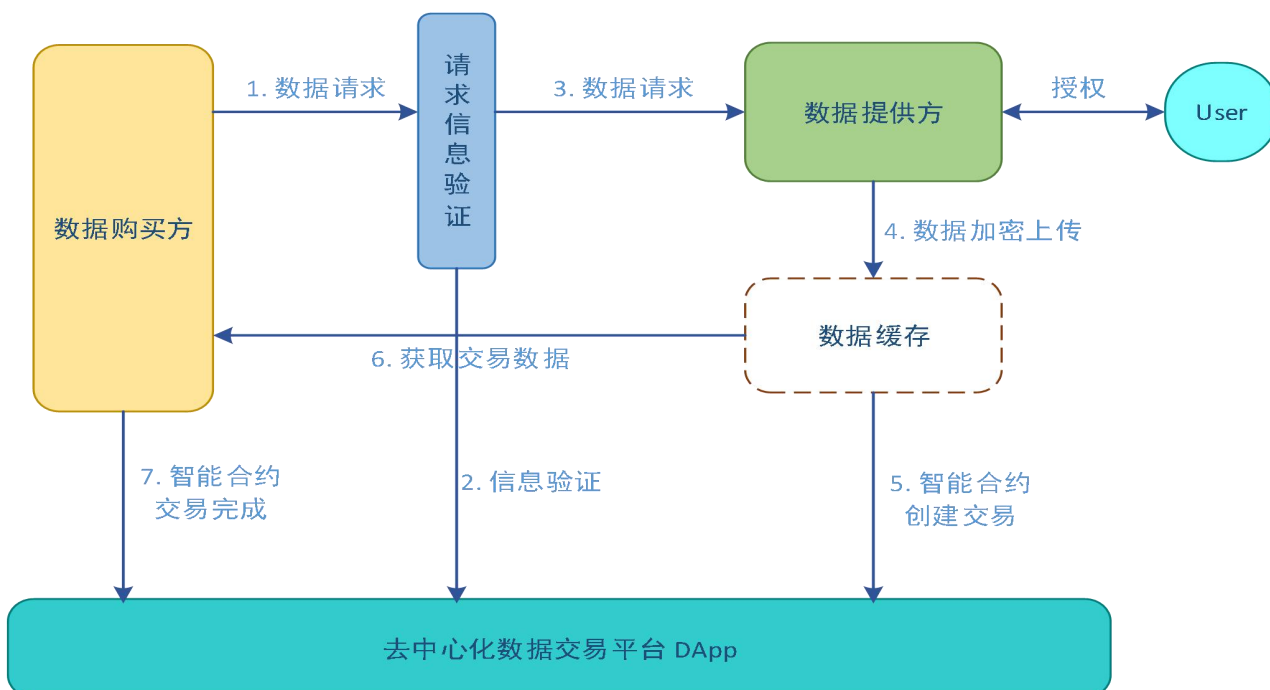 1. 数据请求
请求信息验证
3. 数据请求
数据提供方
授权
User
数据购买方
4. 数据加密上传
数据缓存
6. 获取交易数据
7. 智能合约
交易完成
2. 信息验证
5. 智能合约
创建交易
去中心化数据交易平台 DApp